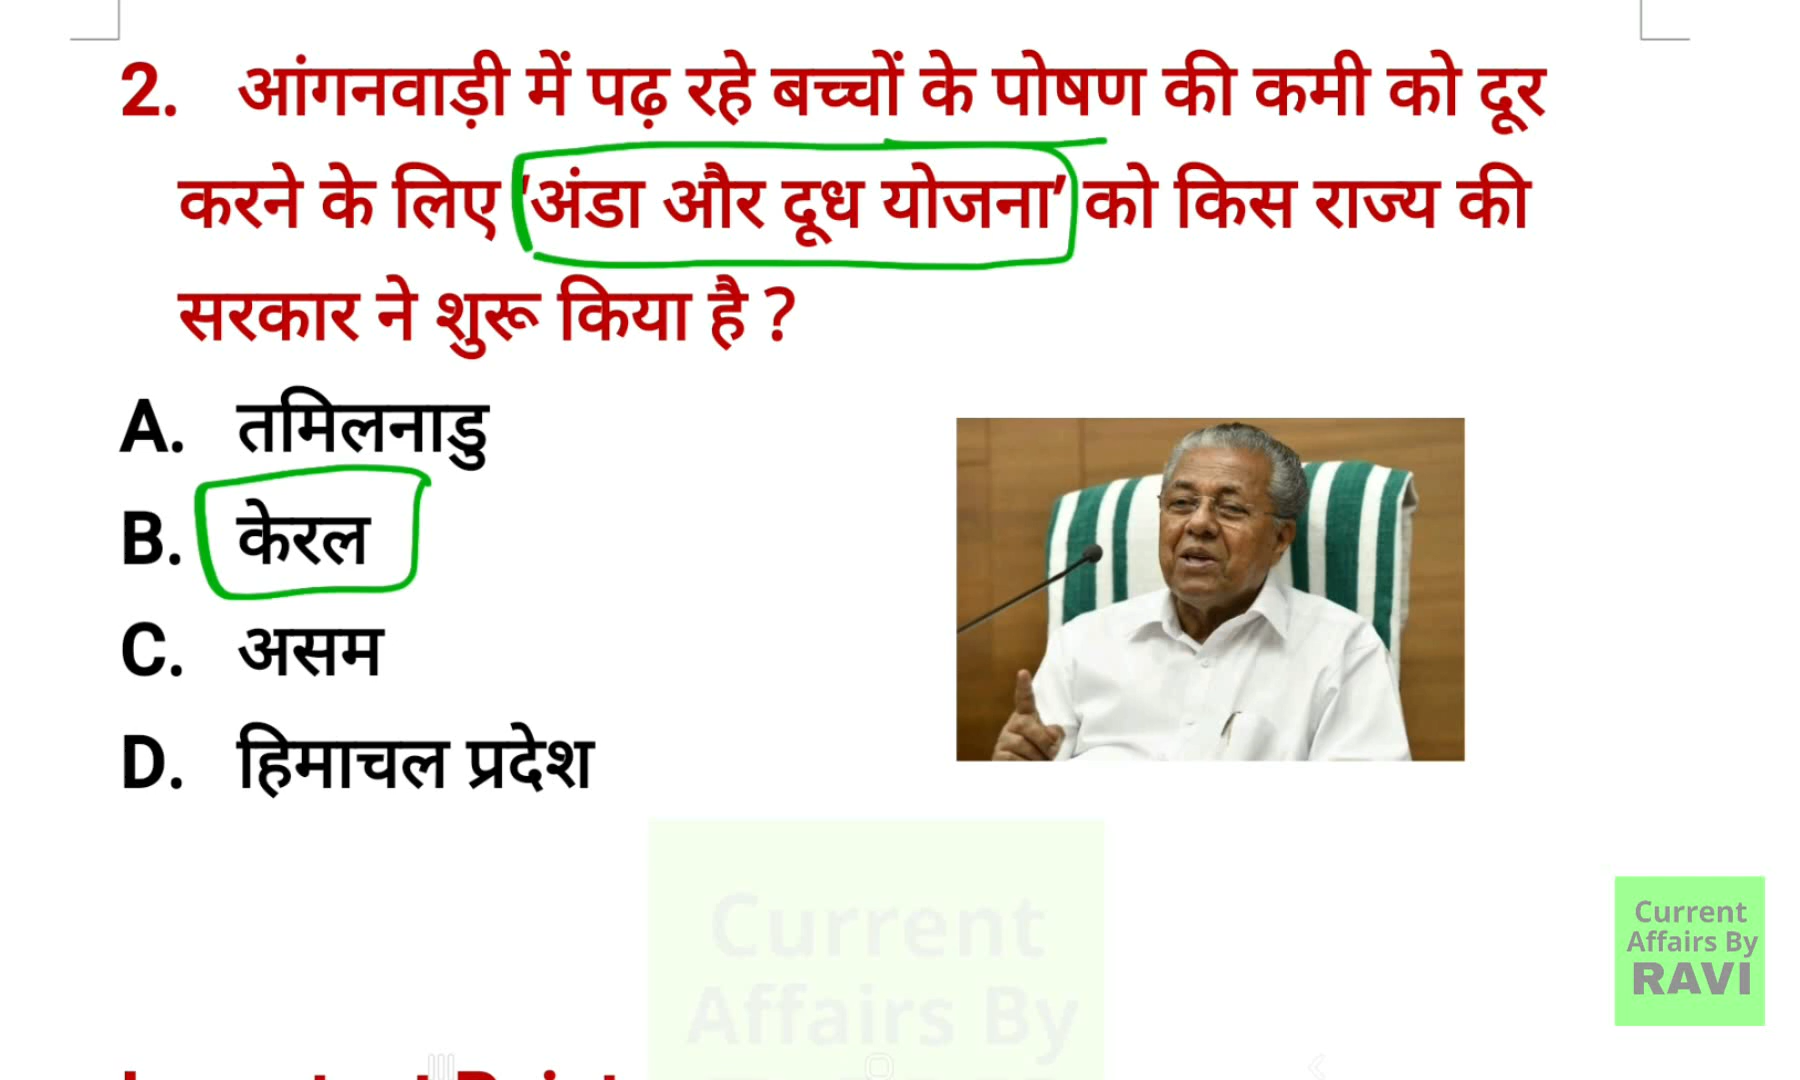 2. आंगनवाड़ी में पढ़ रहे बच्चों के पोषण की कमी को दूर
करने के लिए 'अंडा और दूध योजना' को किस राज्य की
सरकार ने शुरू किया है ?
A. तमिलनाडु
B. केरल
C. असम
D. हिमाचल प्रदेश
Current
Affairs By
Current
Affairs By
RAVI